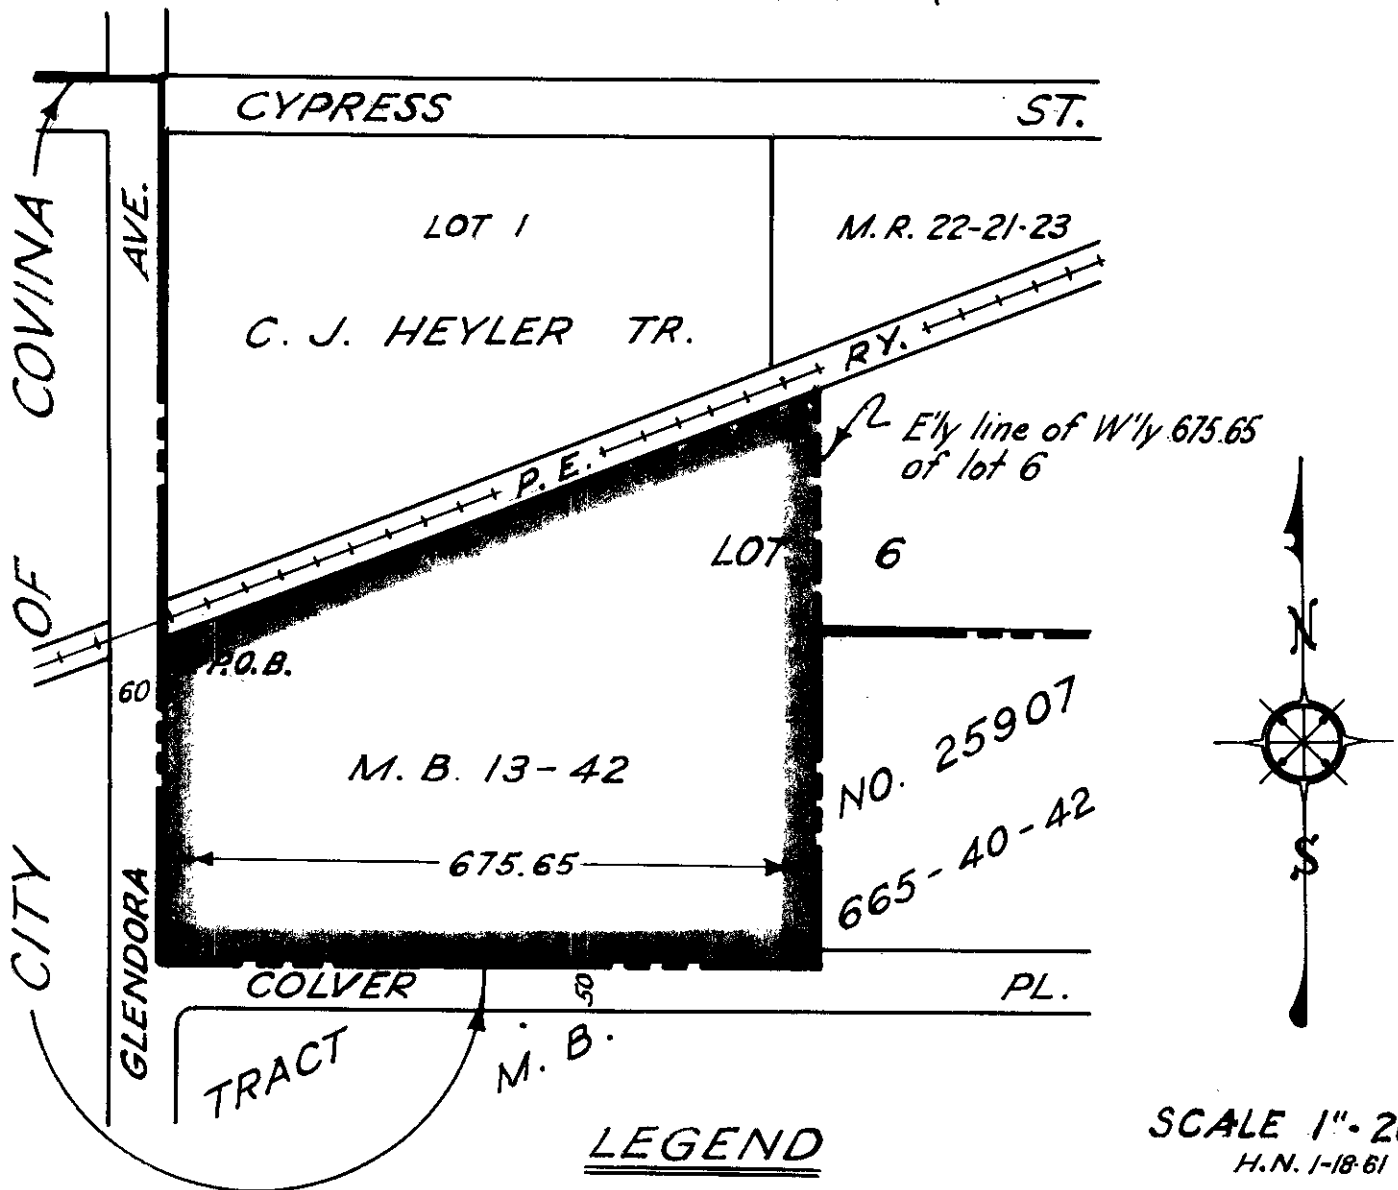 CYPRESS ST.
CITY OF COVINA
GLENDORA AVE.
LOT 1
M. R. 22-21-23
C. J. HEYLER TR.
P. E. RY.
E'ly line of W'ly 675.65
of lot 6
LOT 6
P.O.B.
60
M. B. 13-42
675.65
NO. 25907
665-40-42
COLVER PL.
50
TRACT
M. B.
N
S
LEGEND
SCALE 1"-2
H.N. 1-18-61